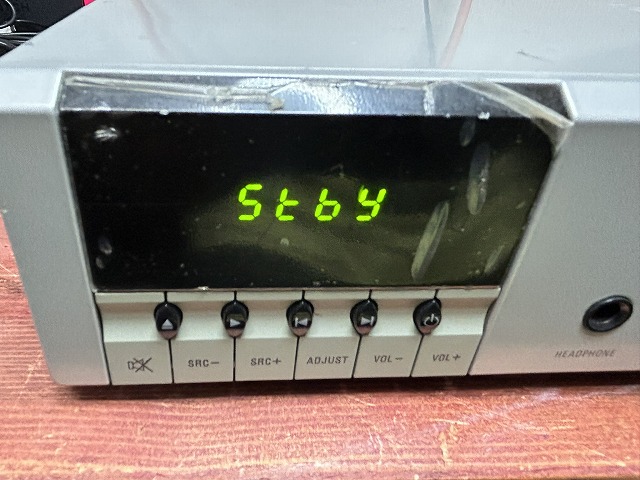 Stby
SRC- SRC+ ADJUST VOL- VOL+
HEADPHONE